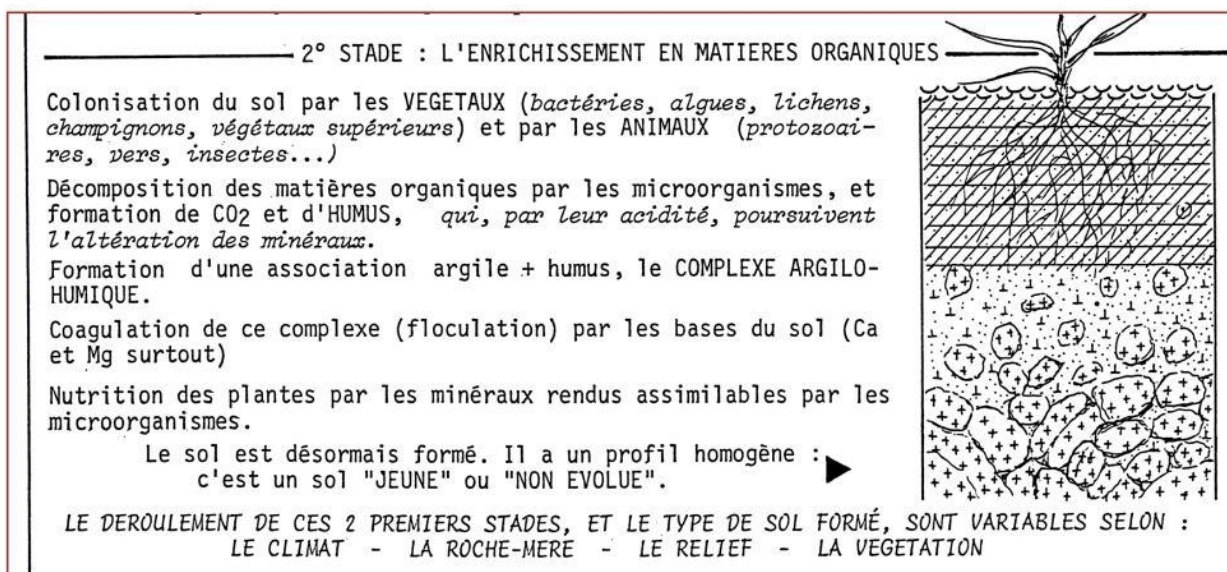 2° STADE : L'ENRICHISSEMENT EN MATIERES ORGANIQUES
Colonisation du sol par les VEGETAUX (bactéries, algues, lichens,
champignons, végétaux supérieurs) et par les ANIMAUX (protozoai-
res, vers, insectes...)
Décomposition des matières organiques par les microorganismes, et
formation de CO2 et d'HUMUS, qui, par leur acidité, poursuivent
l'altération des minéraux.
Formation d'une association argile + humus, le COMPLEXE ARGILO-
HUMIQUE.
Coagulation de ce complexe (floculation) par les bases du sol (Ca
et Mg surtout)
Nutrition des plantes par les minéraux rendus assimilables par les
microorganismes.
Le sol est désormais formé. Il a un profil homogène :
c'est un sol "JEUNE" ou "NON EVOLUE".
LE DEROULEMENT DE CES 2 PREMIERS STADES, ET LE TYPE DE SOL FORMÉ, SONT VARIABLES SELON :
LE CLIMAT - LA ROCHE-MERE - LE RELIEF - LA VEGETATION